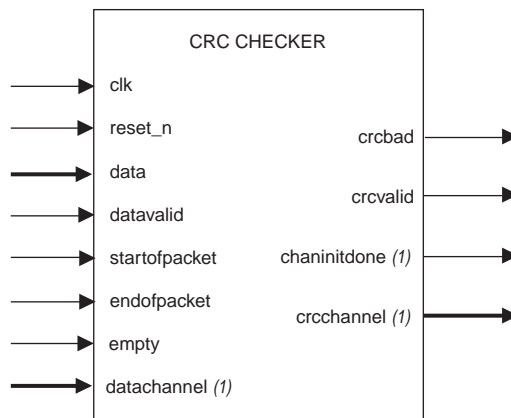 CRC CHECKER
clk
reset_n
data
datavalid
startofpacket
endofpacket
empty
datachannel (1)
crcbad
crcvalid
chaninitdone (1)
crcchannel (1)